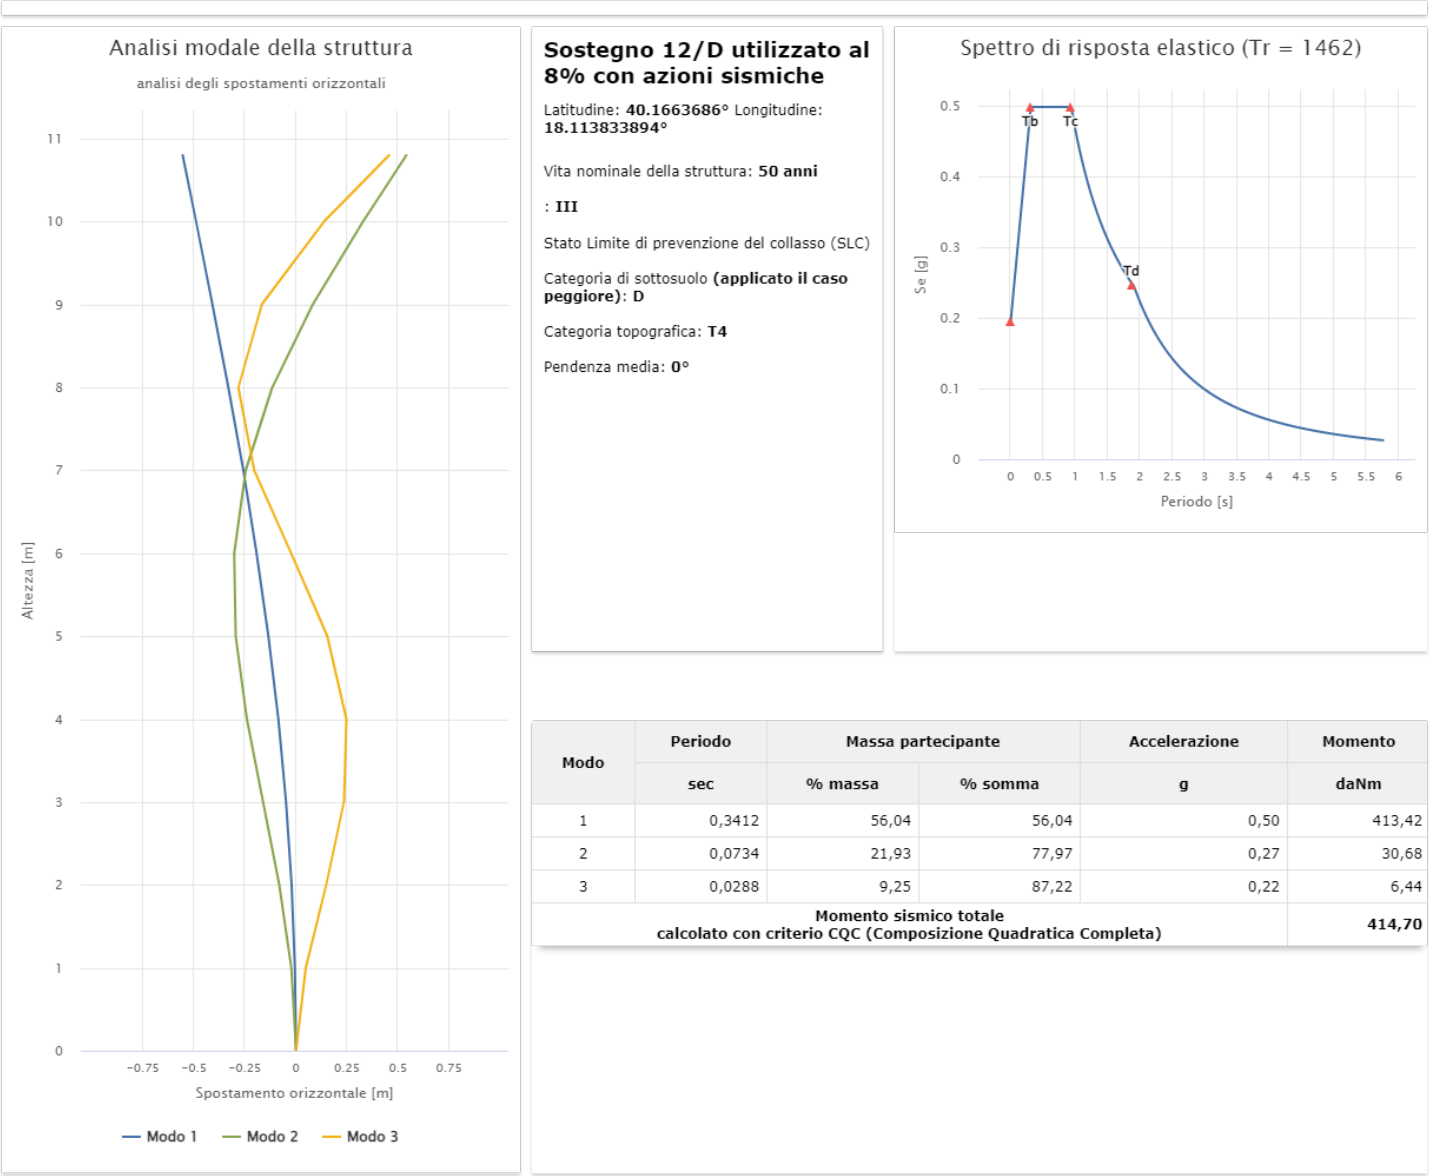 Analisi modale della struttura
analisi degli spostamenti orizzontali
11
10
9
8
7
6
5
4
3
2
1
0
Altezza [m]
−0.75
−0.5
−0.25
0
0.25
0.5
0.75
Spostamento orizzontale [m]
Modo 1
Modo 2
Modo 3
Sostegno 12/D utilizzato al
8% con azioni sismiche
Latitudine: 40.1663686° Longitudine:
18.113833894°
Vita nominale della struttura: 50 anni
: III
Stato Limite di prevenzione del collasso (SLC)
Categoria di sottosuolo (applicato il caso
peggiore): D
Categoria topografica: T4
Pendenza media: 0°
Spettro di risposta elastico (Tr = 1462)
0.5
0.4
0.3
0.2
0.1
0
Se [g]
Tb
Tc
Td
0
0.5
1
1.5
2
2.5
3
3.5
4
4.5
5
5.5
6
Periodo [s]
Modo Periodo Massa partecipante Accelerazione Momento
sec % massa % somma g daNm
1 0,3412 56,04 56,04 0,50 413,42
2 0,0734 21,93 77,97 0,27 30,68
3 0,0288 9,25 87,22 0,22 6,44
Momento sismico totale
calcolato con criterio CQC (Composizione Quadratica Completa) 414,70